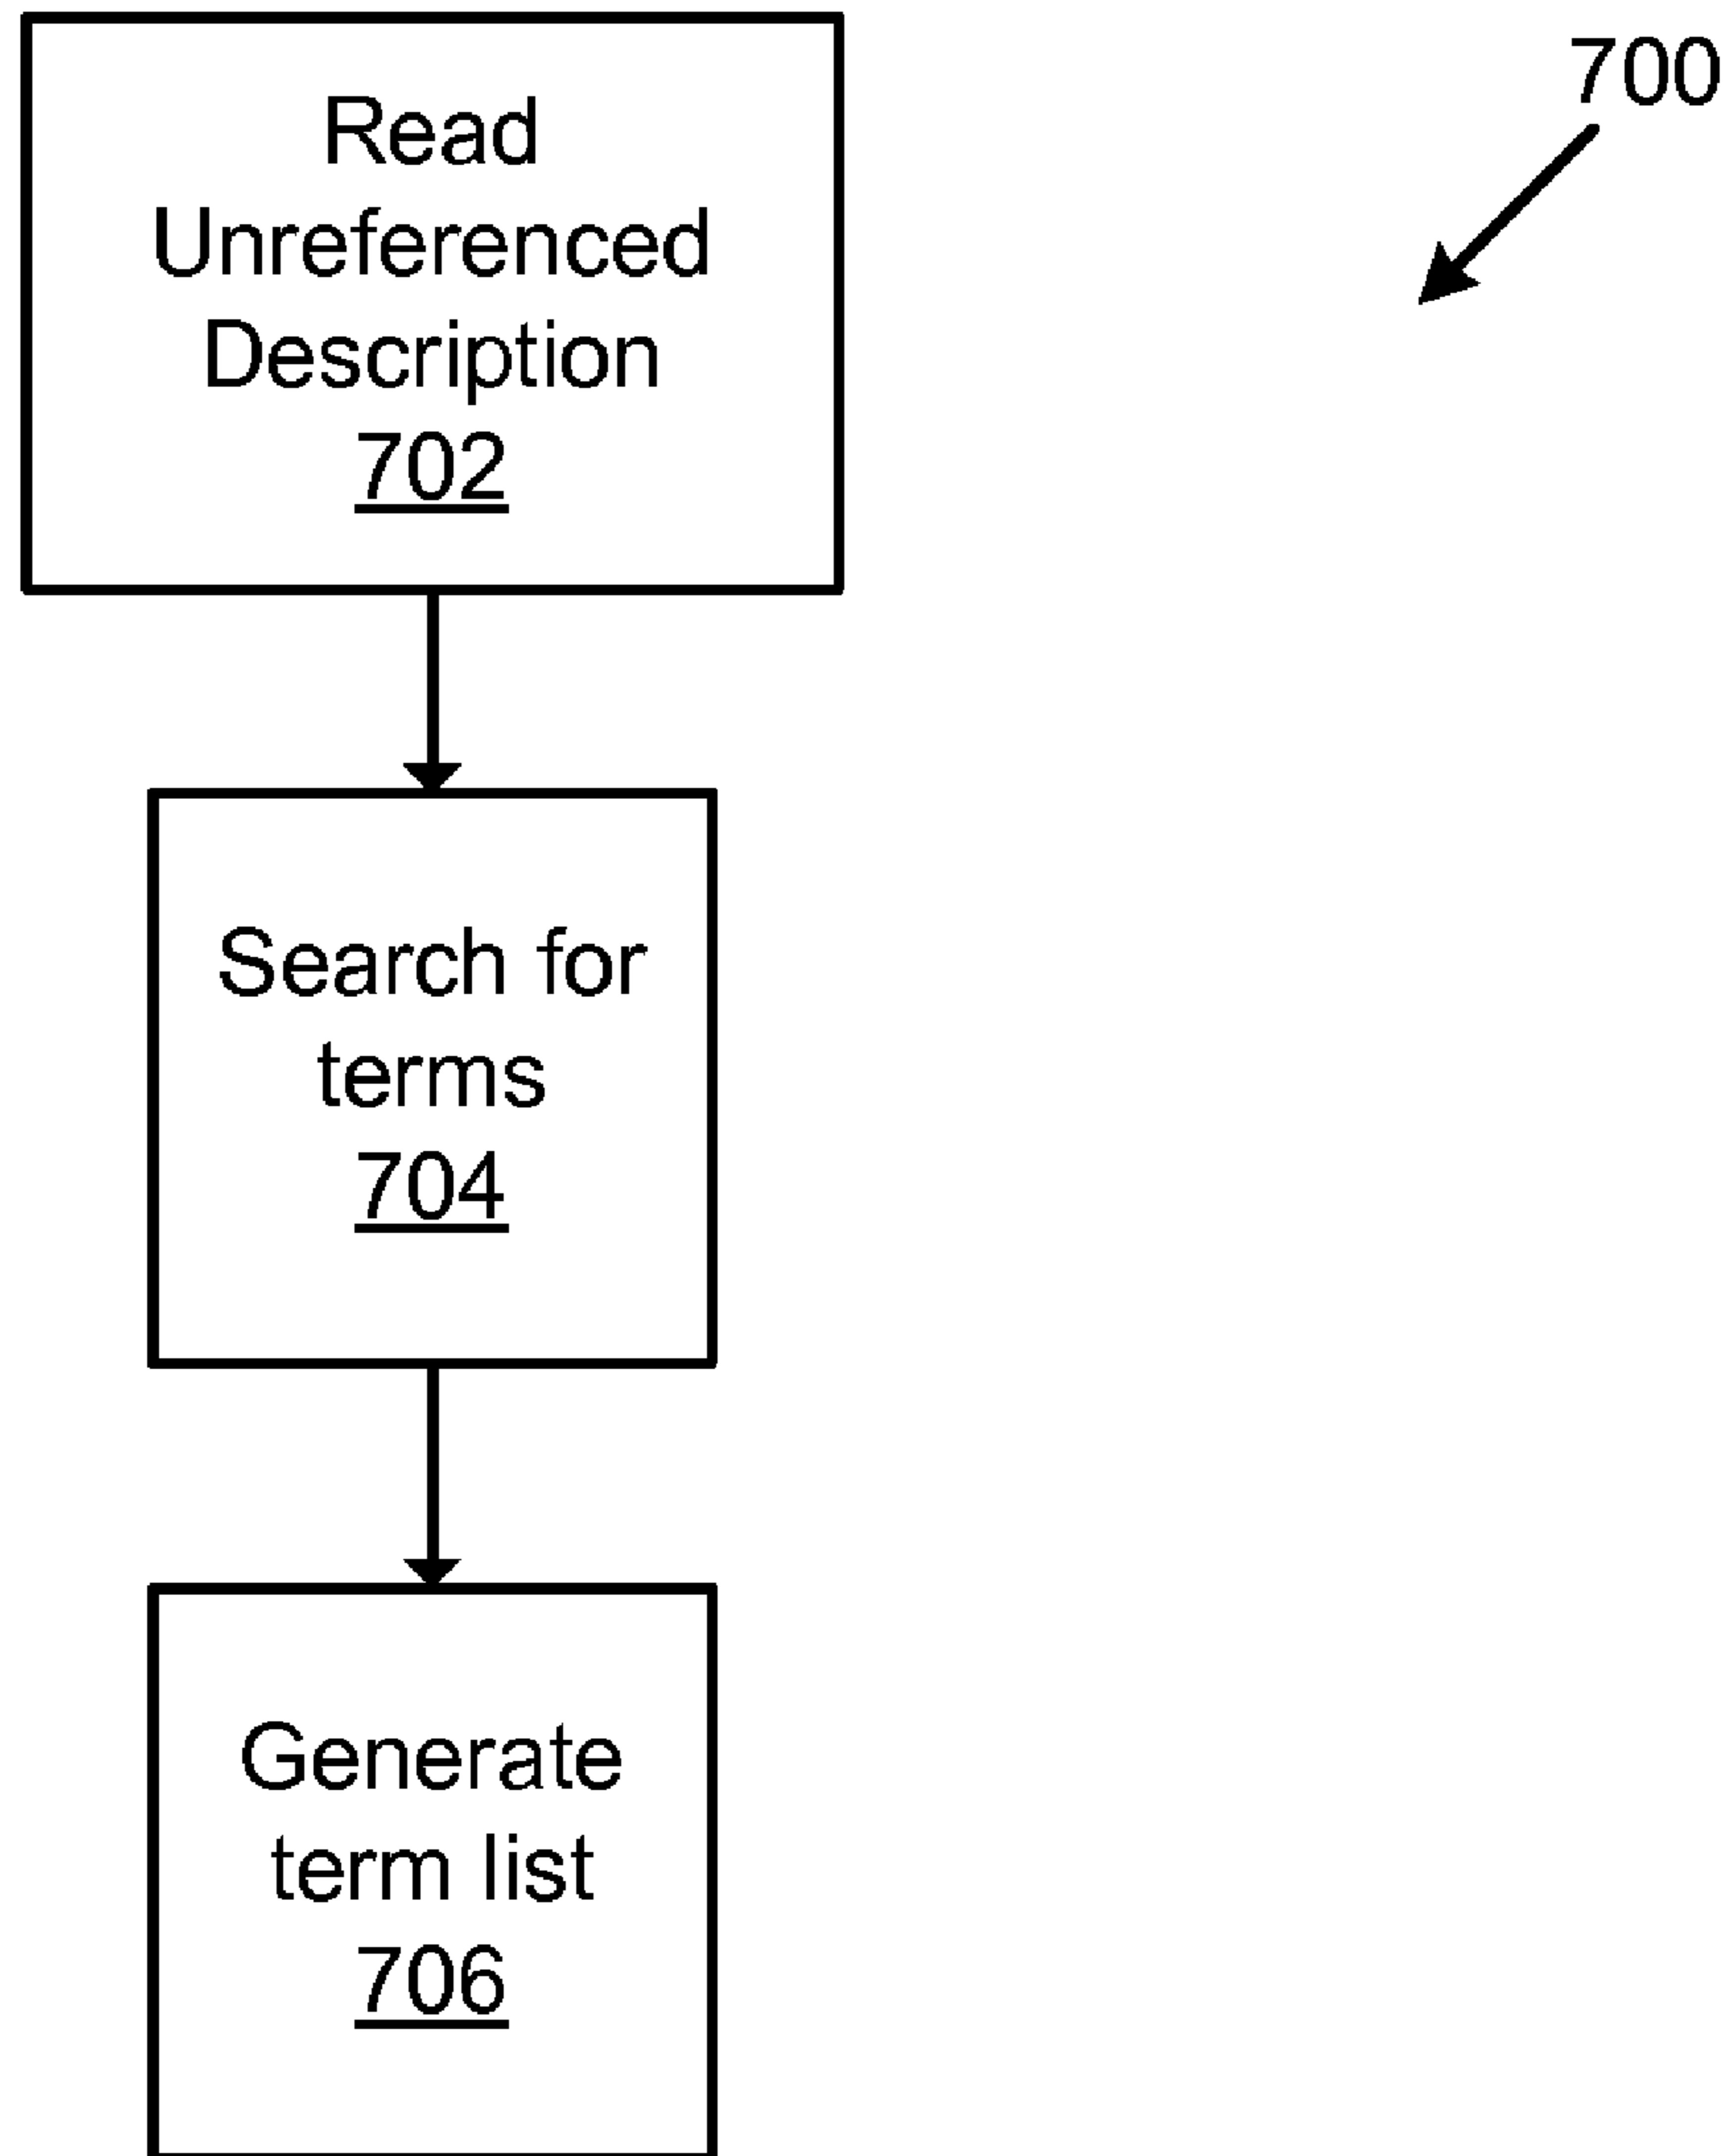 700
Read
Unreferenced
Description
702
Search for
terms
704
Generate
term list
706